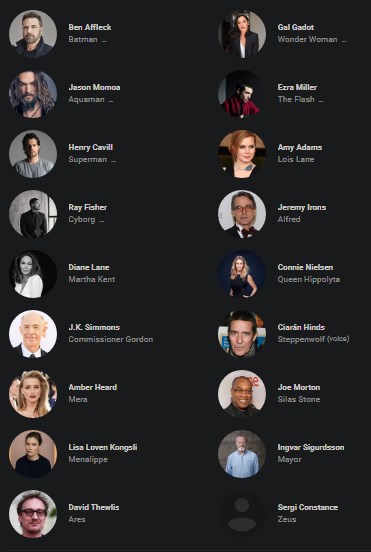 Ben Affleck
Batman ...
Gal Gadot
Wonder Woman ...
Jason Momoa
Aquaman ...
Ezra Miller
The Flash ...
Henry Cavill
Superman ...
Amy Adams
Lois Lane
Ray Fisher
Cyborg ...
Jeremy Irons
Alfred
Diane Lane
Martha Kent
Connie Nielsen
Queen Hippolyta
J.K. Simmons
Commissioner Gordon
Ciarán Hinds
Steppenwolf (voice)
Amber Heard
Mera
Joe Morton
Silas Stone
Lisa Loven Kongsli
Menalippe
Ingvar Sigurdsson
Mayor
David Thewlis
Ares
Sergi Constance
Zeus